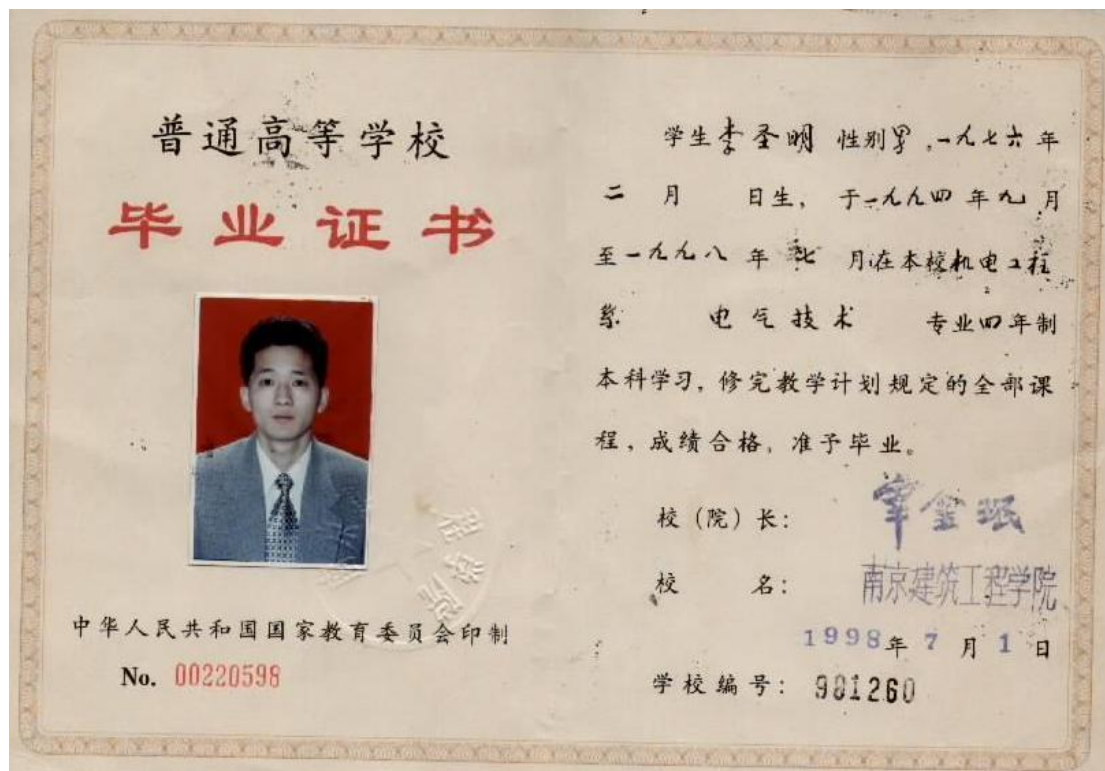 普通高等学校
毕业证书
中华人民共和国国家教育委员会印制
No. 00220598
学生李圣明 性别男,一九七六年
二月 日生,于一九九四年九月
至一九九八年七月在本校机电工程
系 电气技术 专业四年制
本科学习,修完教学计划规定的全部课
程,成绩合格,准予毕业。
校(院)长:
校 名: 南京建筑工程学院
1998年7月1日
学校编号: 981260
程学院